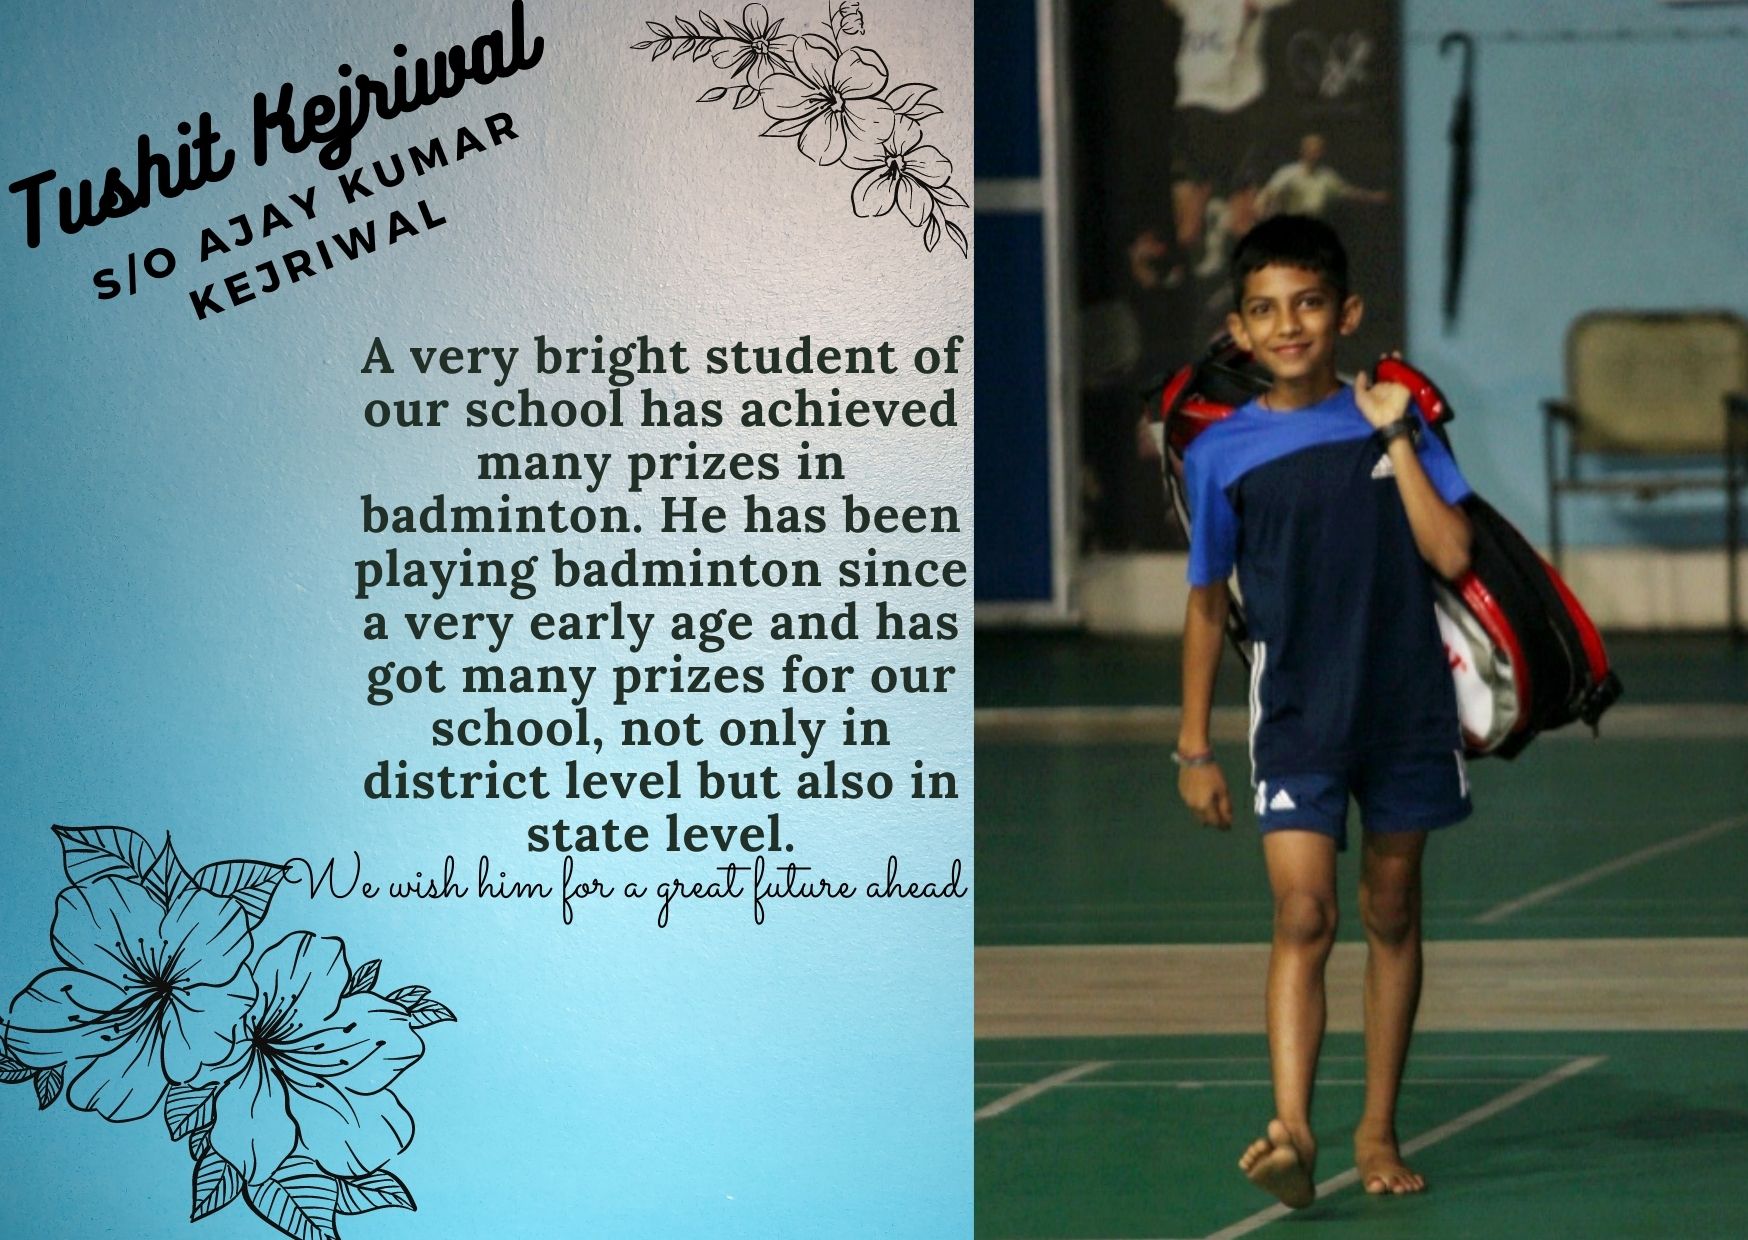 Tushit Kejriwal
S/O AJAY KUMAR
KEJRIWAL
A very bright student of
our school has achieved
many prizes in
badminton. He has been
playing badminton since
a very early age and has
got many prizes for our
school, not only in
district level but also in
state level.
We wish him for a great future ahead